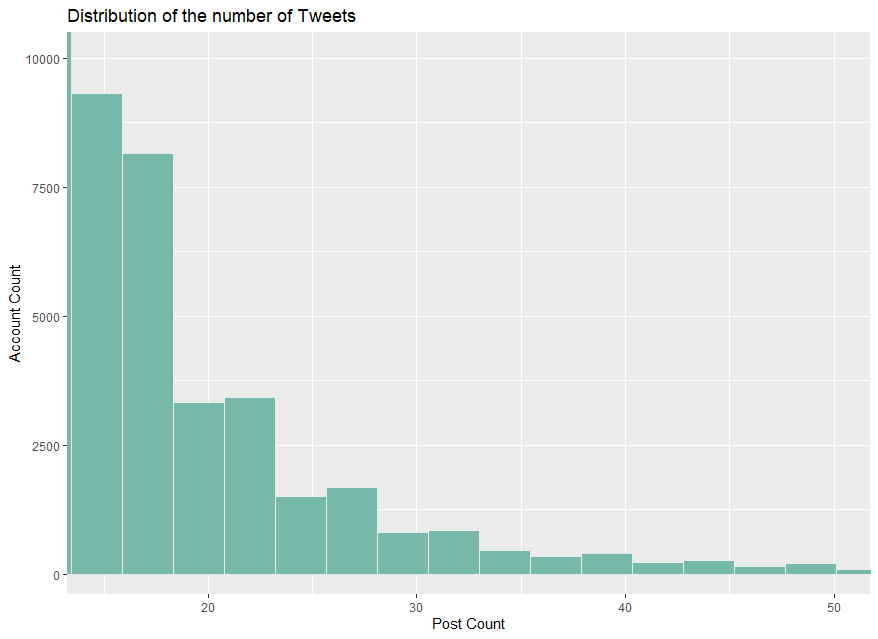 Distribution of the number of Tweets
10000
7500
5000
2500
0
Account Count
20 30 40 50
Post Count